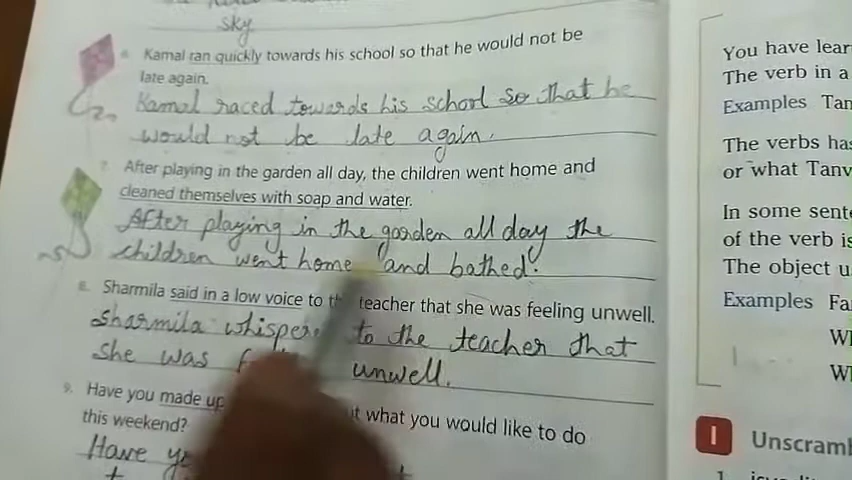 sky
6. Kamal ran quickly towards his school so that he would not be
late again.
Kamal raced towards his school so that he
would not be late again.
7. After playing in the garden all day, the children went home and
cleaned themselves with soap and water.
After playing in the garden all day the
children went home and bathed.
8. Sharmila said in a low voice to the teacher that she was feeling unwell.
Sharmila whispere to the teacher that
she was unwell.
9. Have you made up what you would like to do
this weekend?
Have
You have lear
The verb in a
Examples Tan
The verbs has
or what Tanv
In some sent
of the verb is
The object u
Examples Fa
I Unscramb